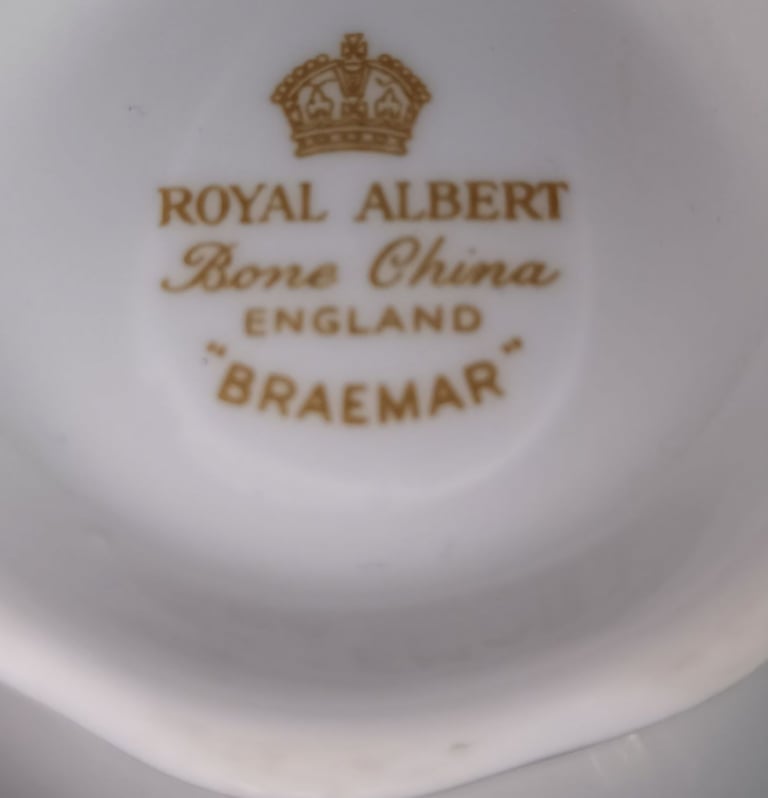 ROYAL ALBERT
Bone China
ENGLAND
"BRAEMAR"